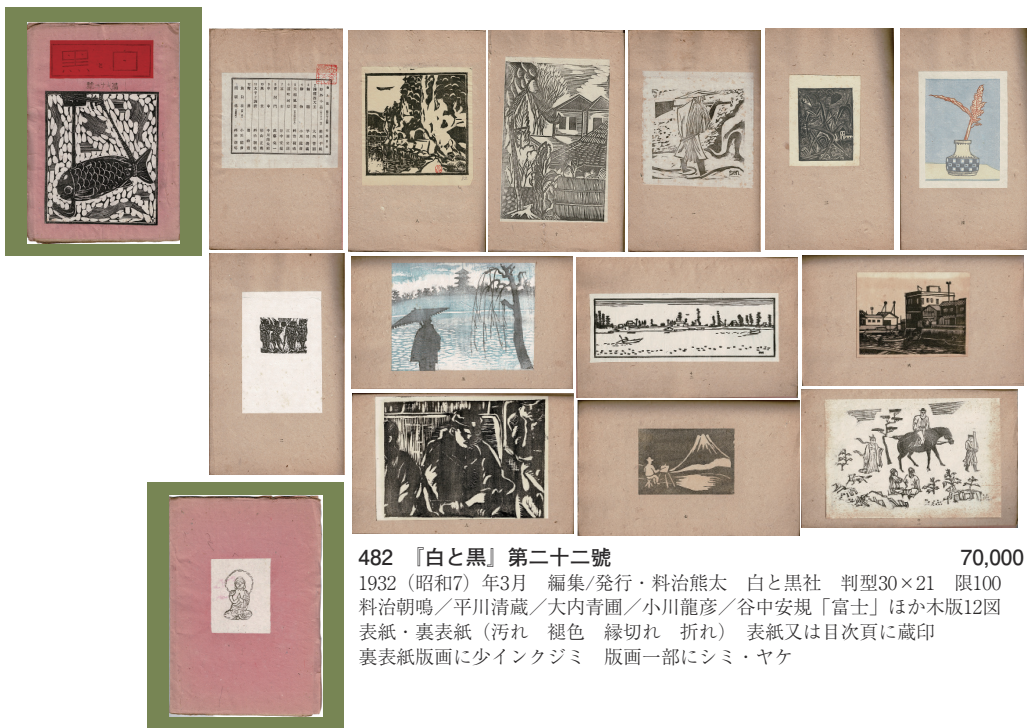 482 『白と黒』第二十二號 70,000
1932（昭和7）年3月 編集/発行・料治熊太 白と黒社 判型30×21 限100
料治朝鳴／平川清蔵／大内青圃／小川龍彦／谷中安規「富士」ほか木版12図
表紙・裏表紙（汚れ 褪色 縁切れ 折れ） 表紙又は目次頁に蔵印
裏表紙版画に少インクジミ 版画一部にシミ・ヤケ